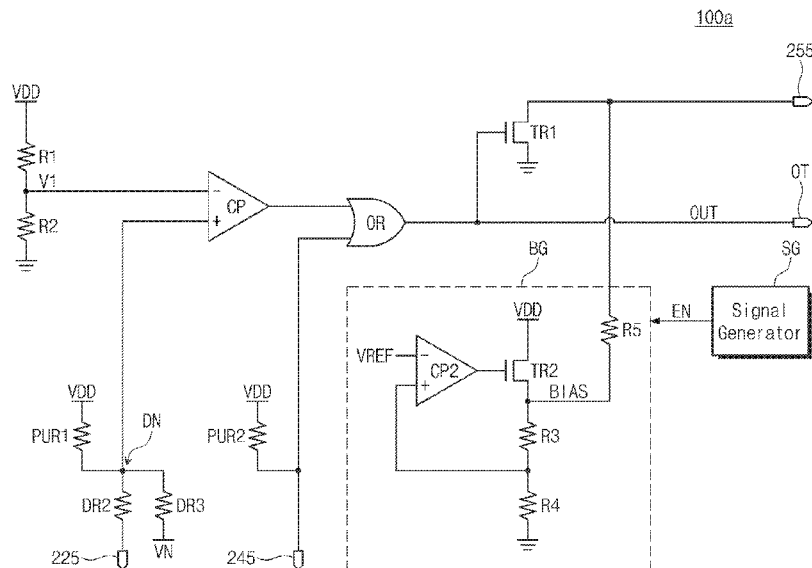 100a
255
VDD
R1
TR1
V1
CP
OT
R2
OR
OUT
BG
SG
VDD
EN
Signal
Generator
R5
VREF
CP2
TR2
BIAS
VDD
VDD
PUR1
DN
PUR2
R3
DR2
DR3
R4
VN
225
245